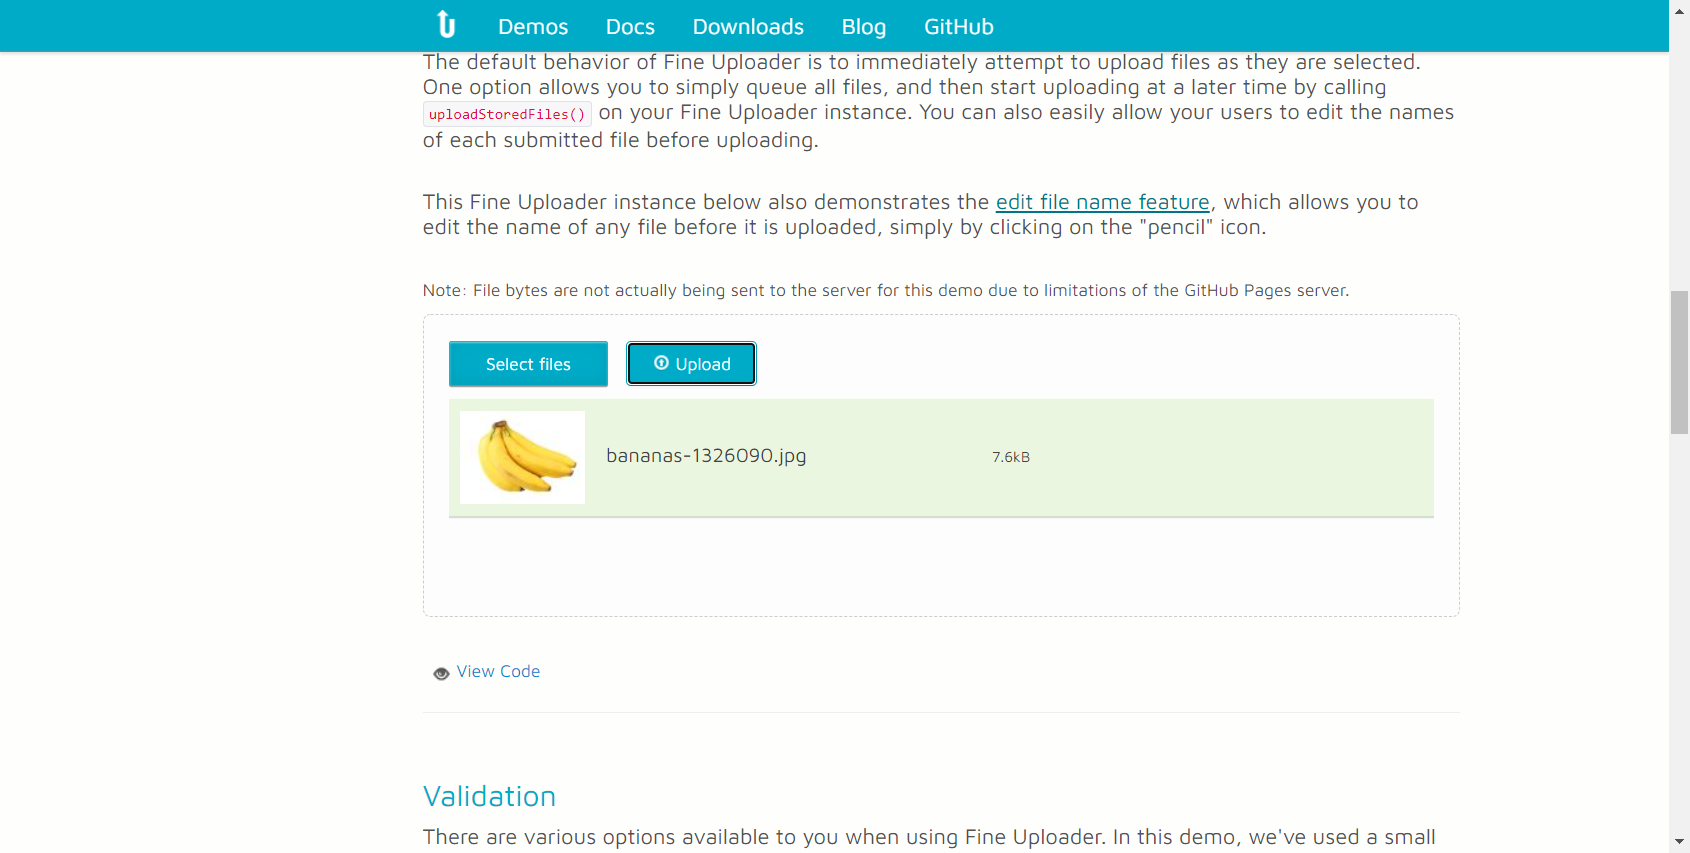 Demos Docs Downloads Blog GitHub
The default behavior of Fine Uploader is to immediately attempt to upload files as they are selected.
One option allows you to simply queue all files, and then start uploading at a later time by calling
uploadStoredFiles() on your Fine Uploader instance. You can also easily allow your users to edit the names
of each submitted file before uploading.
This Fine Uploader instance below also demonstrates the edit file name feature, which allows you to
edit the name of any file before it is uploaded, simply by clicking on the "pencil" icon.
Note: File bytes are not actually being sent to the server for this demo due to limitations of the GitHub Pages server.
Select files Upload
bananas-1326090.jpg 7.6kB
View Code
Validation
There are various options available to you when using Fine Uploader. In this demo, we've used a small